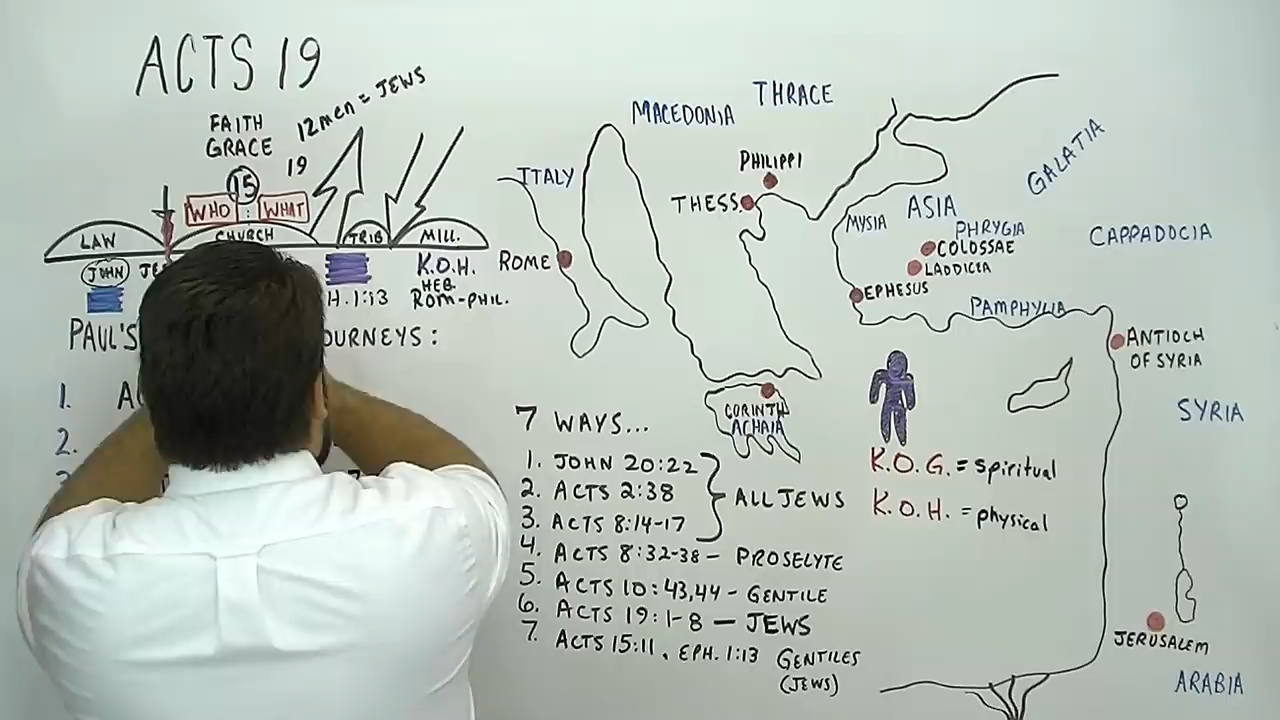 ACTS 19
12 men = JEWS
FAITH
GRACE
19
15
WHO : WHAT
LAW
CHURCH
TRIB
MILL.
JOHN
K.O.H.
HEB.
H. 1:13
ROM-PHIL.
PAUL'S
OURNEYS:
1.
2.
MACEDONIA
THRACE
ITALY
PHILIPPI
THESS.
ROME
MYSIA
ASIA
PHRYGIA
COLOSSAE
LAODICEA
EPHESUS
GALATIA
CAPPADOCIA
PAMPHYLIA
ANTIOCH
OF SYRIA
SYRIA
CORINTH
ACHAIA
7 WAYS...
1. JOHN 20:22
2. ACTS 2:38
3. ACTS 8:14-17
ALL JEWS
4. ACTS 8:32-38 - PROSELYTE
5. ACTS 10:43,44 - GENTILE
6. ACTS 19:1-8 - JEWS
7. ACTS 15:11, EPH. 1:13 GENTILES
(JEWS)
K.O.G. = spiritual
K.O.H. = physical
JERUSALEM
ARABIA